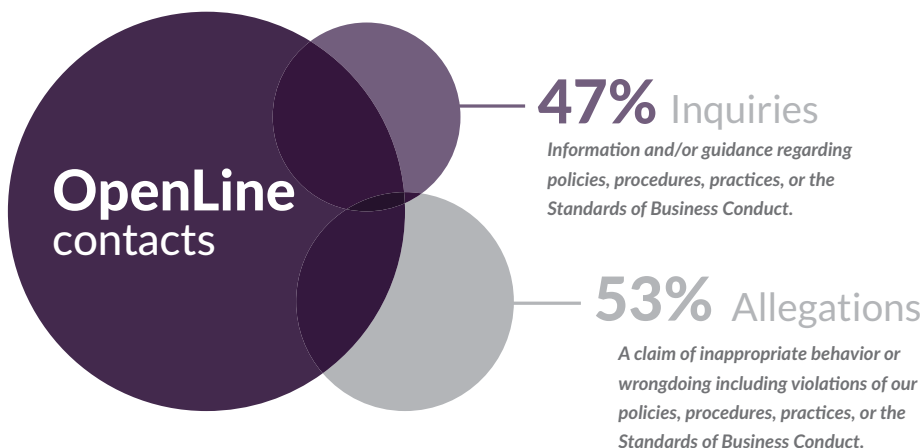 OpenLine
contacts
47% Inquiries
Information and/or guidance regarding
policies, procedures, practices, or the
Standards of Business Conduct.
53% Allegations
A claim of inappropriate behavior or
wrongdoing including violations of our
policies, procedures, practices, or the
Standards of Business Conduct.